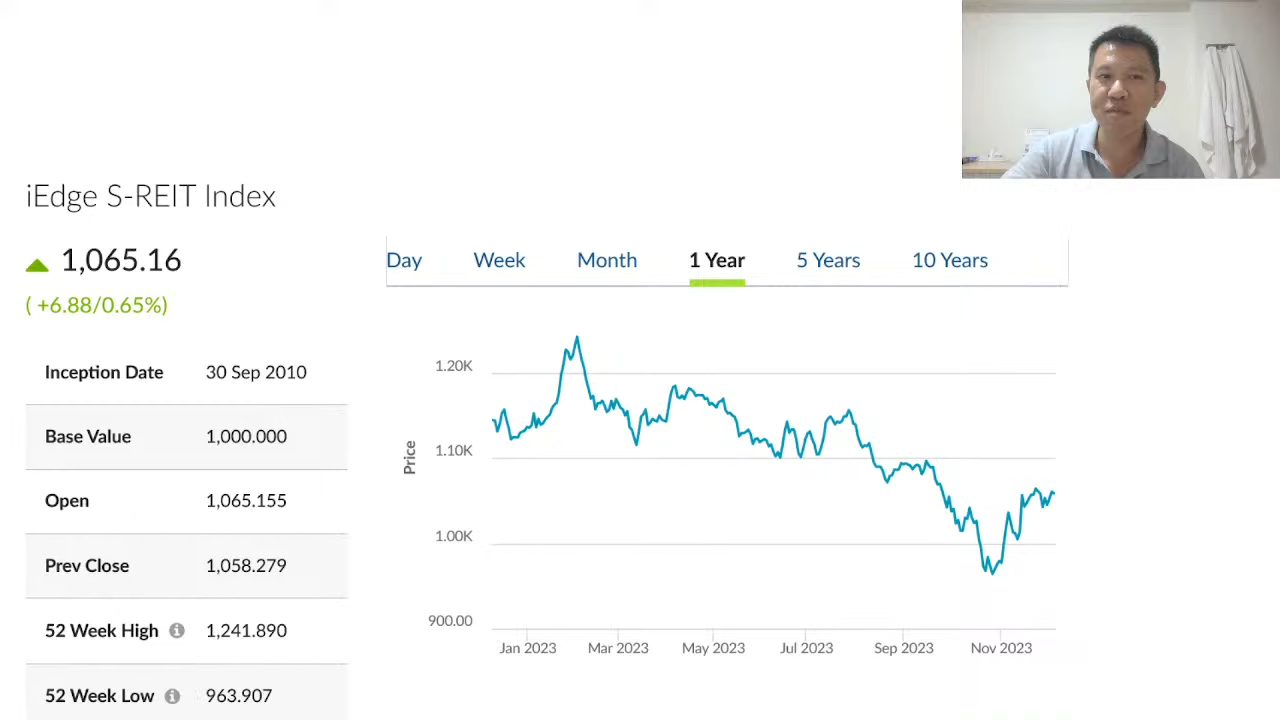 iEdge S-REIT Index
1,065.16
( +6.88/0.65%)
Inception Date 30 Sep 2010
Base Value 1,000.000
Open 1,065.155
Prev Close 1,058.279
52 Week High 1,241.890
52 Week Low 963.907
Day Week Month 1 Year 5 Years 10 Years
Price
1.20K
1.10K
1.00K
900.00
Jan 2023 Mar 2023 May 2023 Jul 2023 Sep 2023 Nov 2023